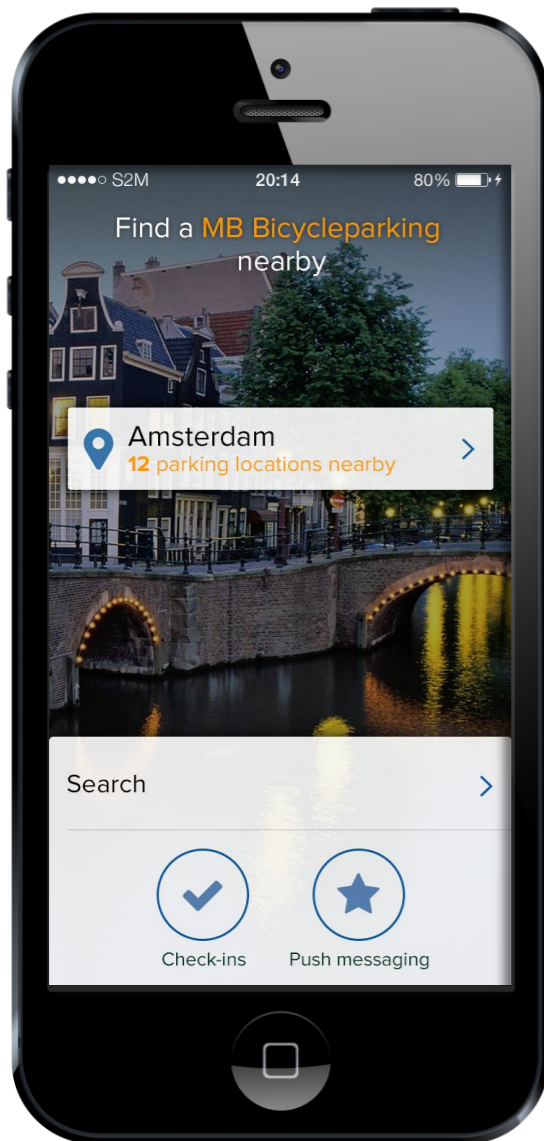 S2M 20:14 80%
Find a MB Bicycleparking
nearby
Amsterdam
12 parking locations nearby
Search
Check-ins Push messaging